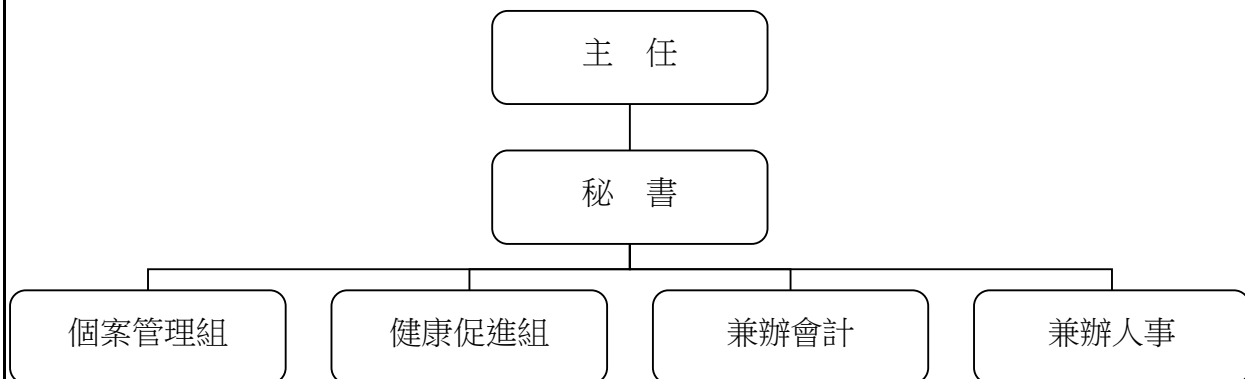 主　任
秘　書
個案管理組
健康促進組
兼辦會計
兼辦人事